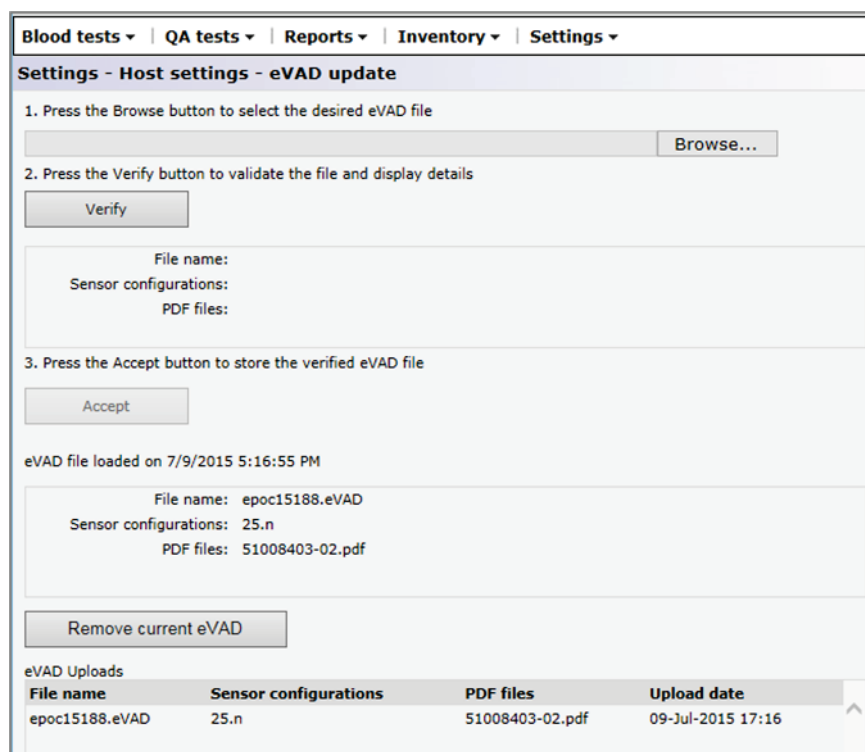 Blood tests QA tests Reports Inventory Settings
Settings - Host settings - eVAD update
1. Press the Browse button to select the desired eVAD file
Browse...
2. Press the Verify button to validate the file and display details
Verify
File name:
Sensor configurations:
PDF files:
3. Press the Accept button to store the verified eVAD file
Accept
eVAD file loaded on 7/9/2015 5:16:55 PM
File name: epoc15188.eVAD
Sensor configurations: 25.n
PDF files: 51008403-02.pdf
Remove current eVAD
eVAD Uploads
File name Sensor configurations PDF files Upload date
epoc15188.eVAD 25.n 51008403-02.pdf 09-Jul-2015 17:16